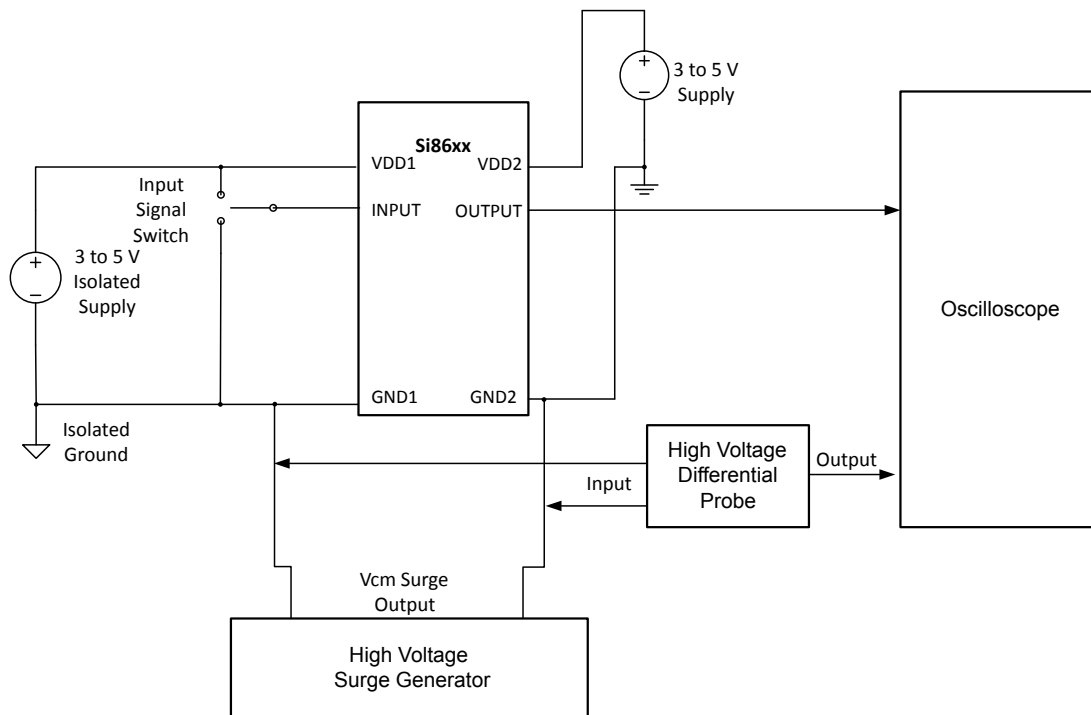 3 to 5 V
Supply
Si86xx
VDD1
VDD2
Input
Signal
Switch
INPUT
OUTPUT
3 to 5 V
Isolated
Supply
+
−
+
−
Oscilloscope
GND1
GND2
Isolated
Ground
High Voltage
Differential
Probe
Input
Output
Vcm Surge
Output
High Voltage
Surge Generator